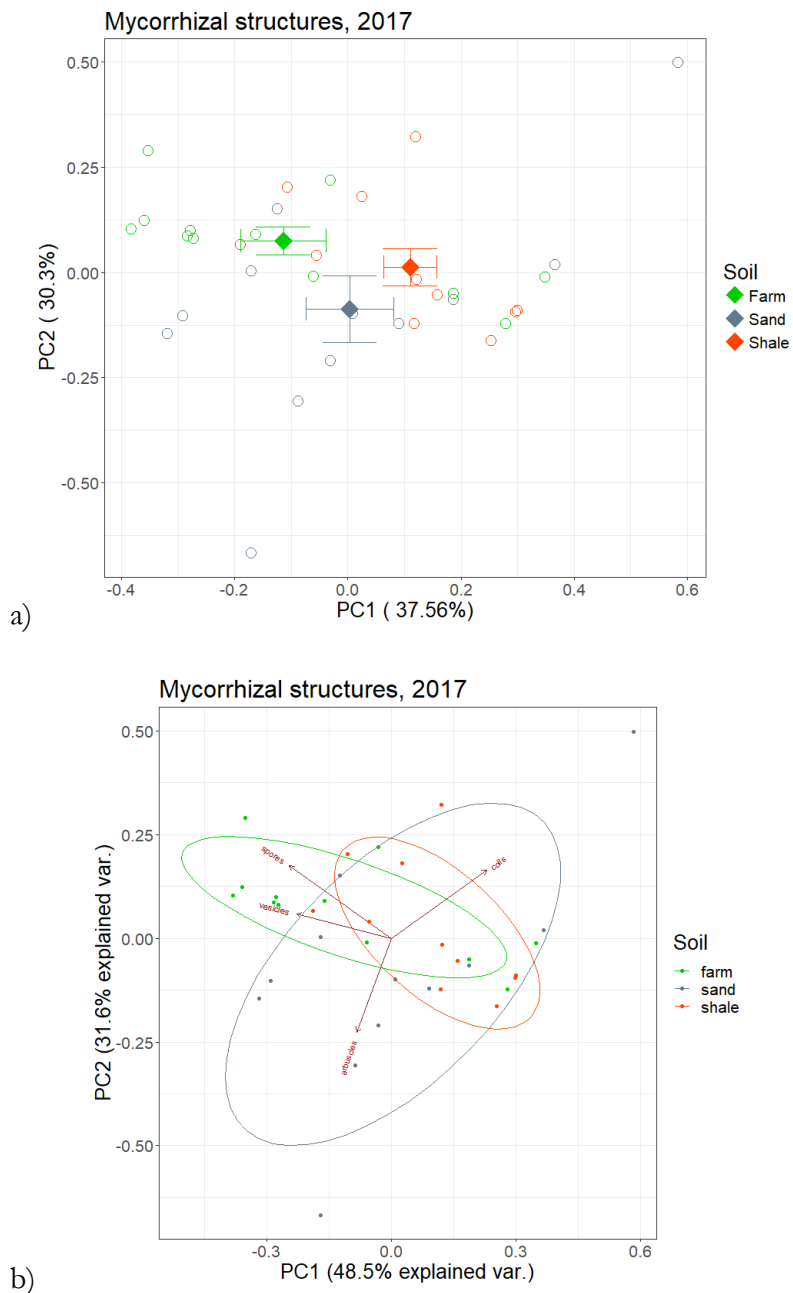 Mycorrhizal structures, 2017
0.50
0.25
0.00
-0.25
-0.50
PC2 ( 30.3%)
-0.4 -0.2 0.0 0.2 0.4 0.6
PC1 ( 37.56%)
Soil
Farm
Sand
Shale
a)
Mycorrhizal structures, 2017
0.50
0.25
0.00
-0.25
-0.50
PC2 (31.6% explained var.)
spores
vesicles
coils
arbuscles
-0.3 0.0 0.3 0.6
PC1 (48.5% explained var.)
Soil
farm
sand
shale
b)